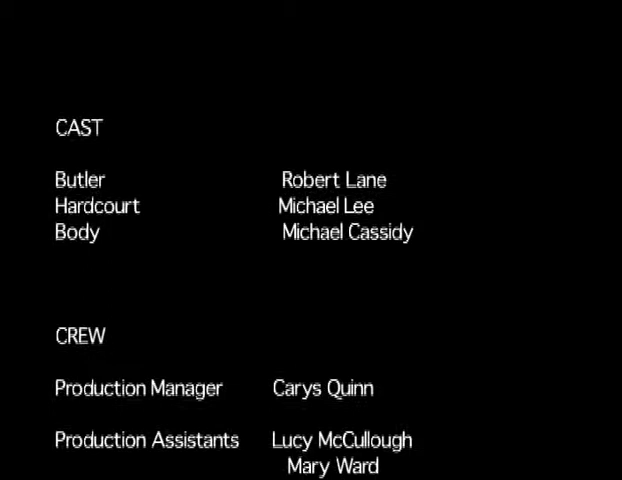 CAST
Butler Robert Lane
Hardcourt Michael Lee
Body Michael Cassidy
CREW
Production Manager Carys Quinn
Production Assistants Lucy McCullough
Mary Ward